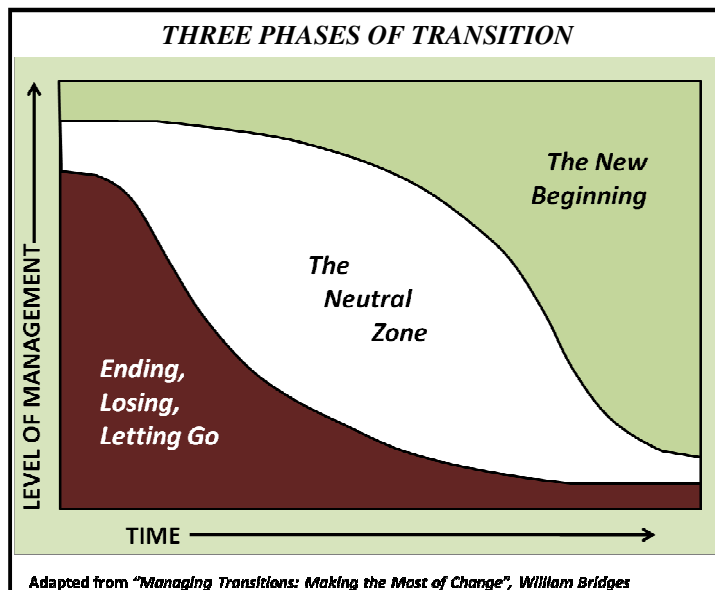 THREE PHASES OF TRANSITION
The New
Beginning
The
Neutral
Zone
Ending,
Losing,
Letting Go
LEVEL OF MANAGEMENT
TIME
Adapted from "Managing Transitions: Making the Most of Change", William Bridges